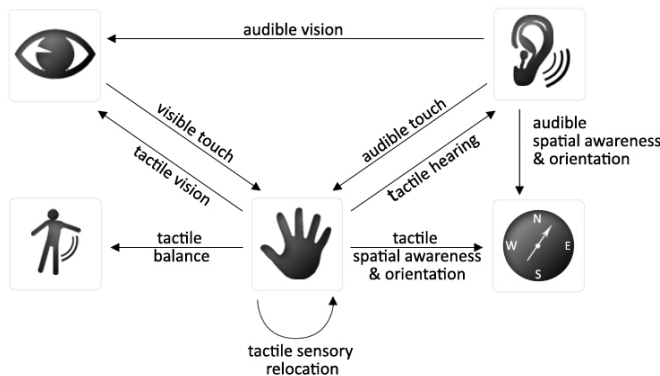 audible vision
visible touch
tactile vision
audible touch
tactile hearing
audible
spatial awareness
& orientation
tactile
balance
tactile
spatial awareness
& orientation
N
W E
S
tactile sensory
relocation